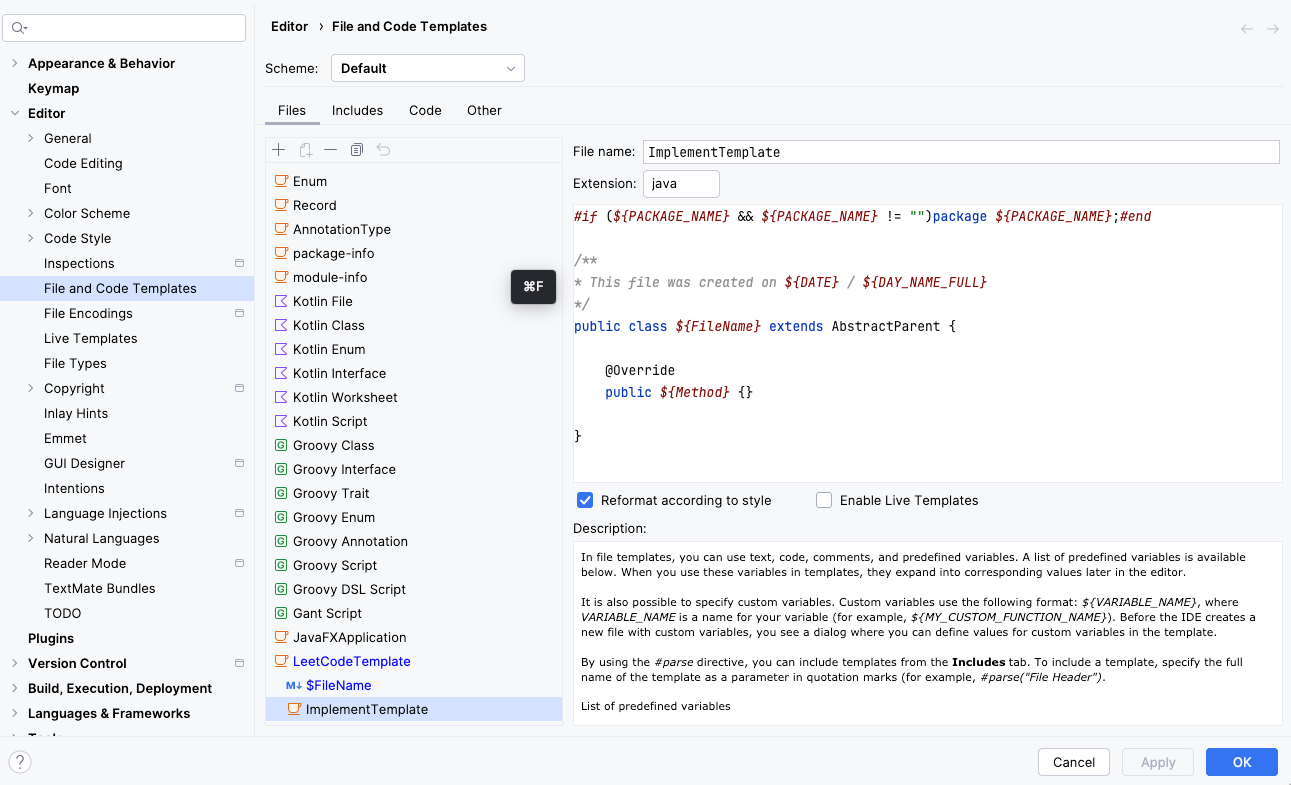 Editor › File and Code Templates
Scheme: Default
Files Includes Code Other
Appearance & Behavior
Keymap
Editor
General
Code Editing
Font
Color Scheme
Code Style
Inspections
File and Code Templates
File Encodings
Live Templates
File Types
Copyright
Inlay Hints
Emmet
GUI Designer
Intentions
Language Injections
Natural Languages
Reader Mode
TextMate Bundles
TODO
Plugins
Version Control
Build, Execution, Deployment
Languages & Frameworks
Tools
Enum
Record
AnnotationType
package-info
module-info
Kotlin File
Kotlin Class
Kotlin Enum
Kotlin Interface
Kotlin Worksheet
Kotlin Script
G Groovy Class
G Groovy Interface
G Groovy Trait
G Groovy Enum
G Groovy Annotation
G Groovy Script
G Groovy DSL Script
G Gant Script
JavaFXApplication
LeetCodeTemplate
M↓ $FileName
ImplementTemplate
⌘F
File name: ImplementTemplate
Extension: java
#if (${PACKAGE_NAME} && ${PACKAGE_NAME} != "")package ${PACKAGE_NAME};#end
/**
* This file was created on ${DATE} / ${DAY_NAME_FULL}
*/
public class ${FileName} extends AbstractParent {
@Override
public ${Method} {}
}
Reformat according to style Enable Live Templates
Description:
In file templates, you can use text, code, comments, and predefined variables. A list of predefined variables is available
below. When you use these variables in templates, they expand into corresponding values later in the editor.
It is also possible to specify custom variables. Custom variables use the following format: ${VARIABLE_NAME}, where
VARIABLE_NAME is a name for your variable (for example, ${MY_CUSTOM_FUNCTION_NAME}). Before the IDE creates a
new file with custom variables, you see a dialog where you can define values for custom variables in the template.
By using the #parse directive, you can include templates from the Includes tab. To include a template, specify the full
name of the template as a parameter in quotation marks (for example, #parse("File Header").
List of predefined variables
? Cancel Apply OK